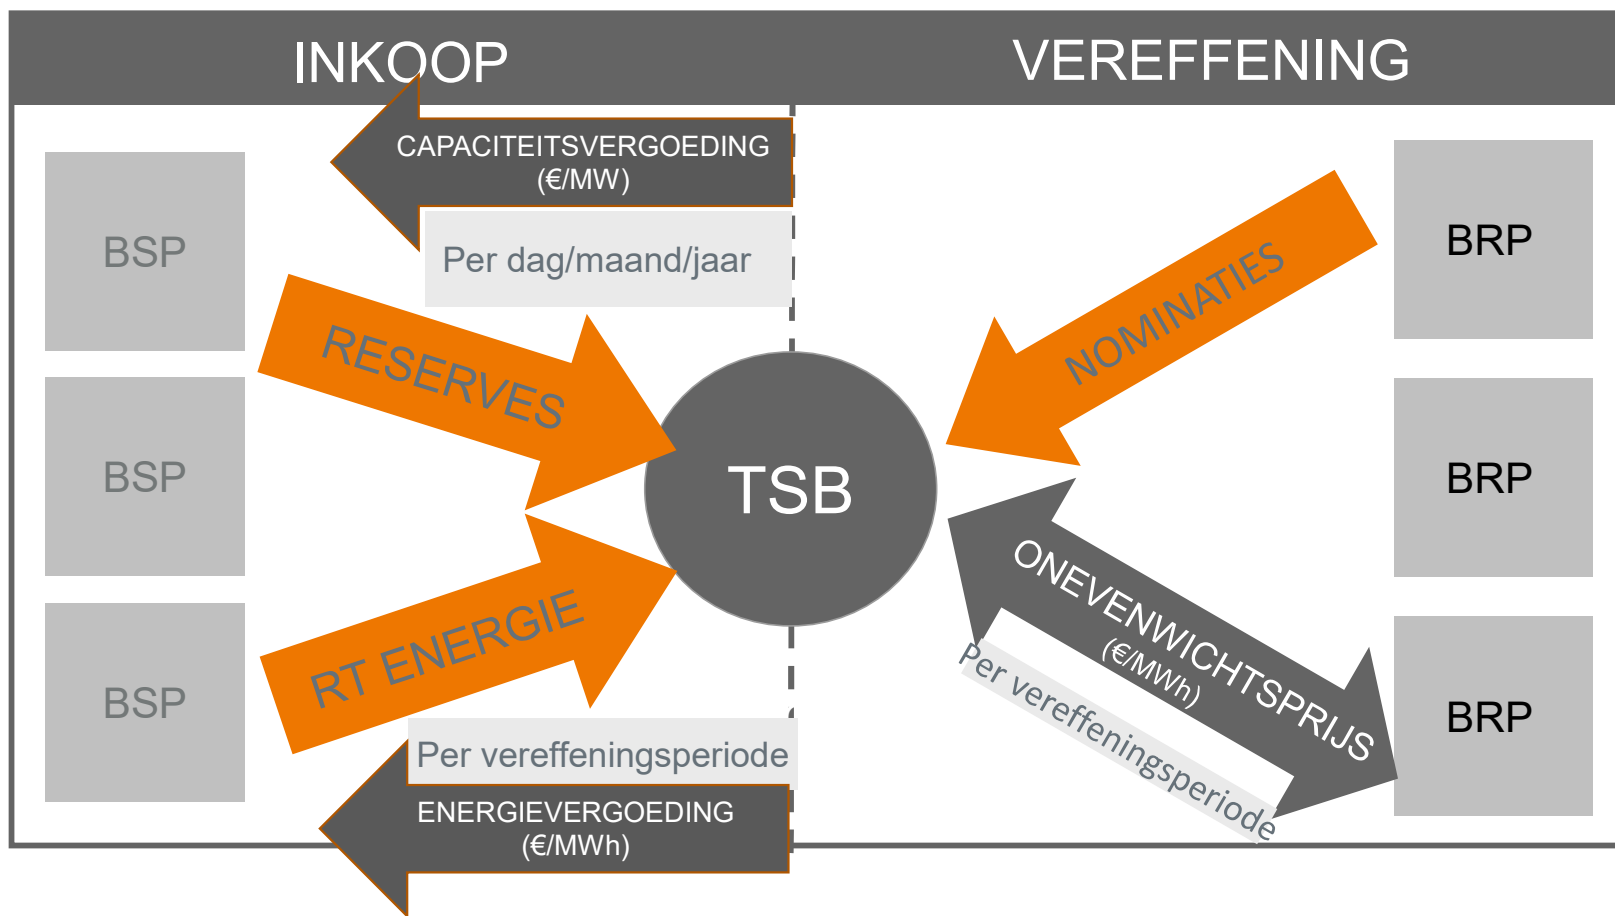 INKOOP
VEREFFENING
CAPACITEITSVERGOEDING
(€/MW)
Per dag/maand/jaar
BSP
RESERVES
BSP
RT ENERGIE
BSP
Per vereffeningsperiode
ENERGIEVERGOEDING
(€/MWh)
TSB
NOMINATIES
BRP
BRP
ONEVENWICHTSPRIJS
(€/MWh)
Per vereffeningsperiode
BRP